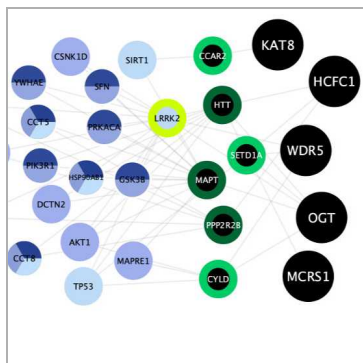 KAT8
CCAR2
CSNK1D
SIRT1
HCFC1
YWHAE
SFN
HTT
LRRK2
CCT5
PRKACA
WDR5
SETD1A
PIK3R1
HSP90AB1
GSK3B
MAPT
DCTN2
OGT
PPP2R2B
AKT1
CCT8
MAPRE1
MCRS1
CYLD
TP53